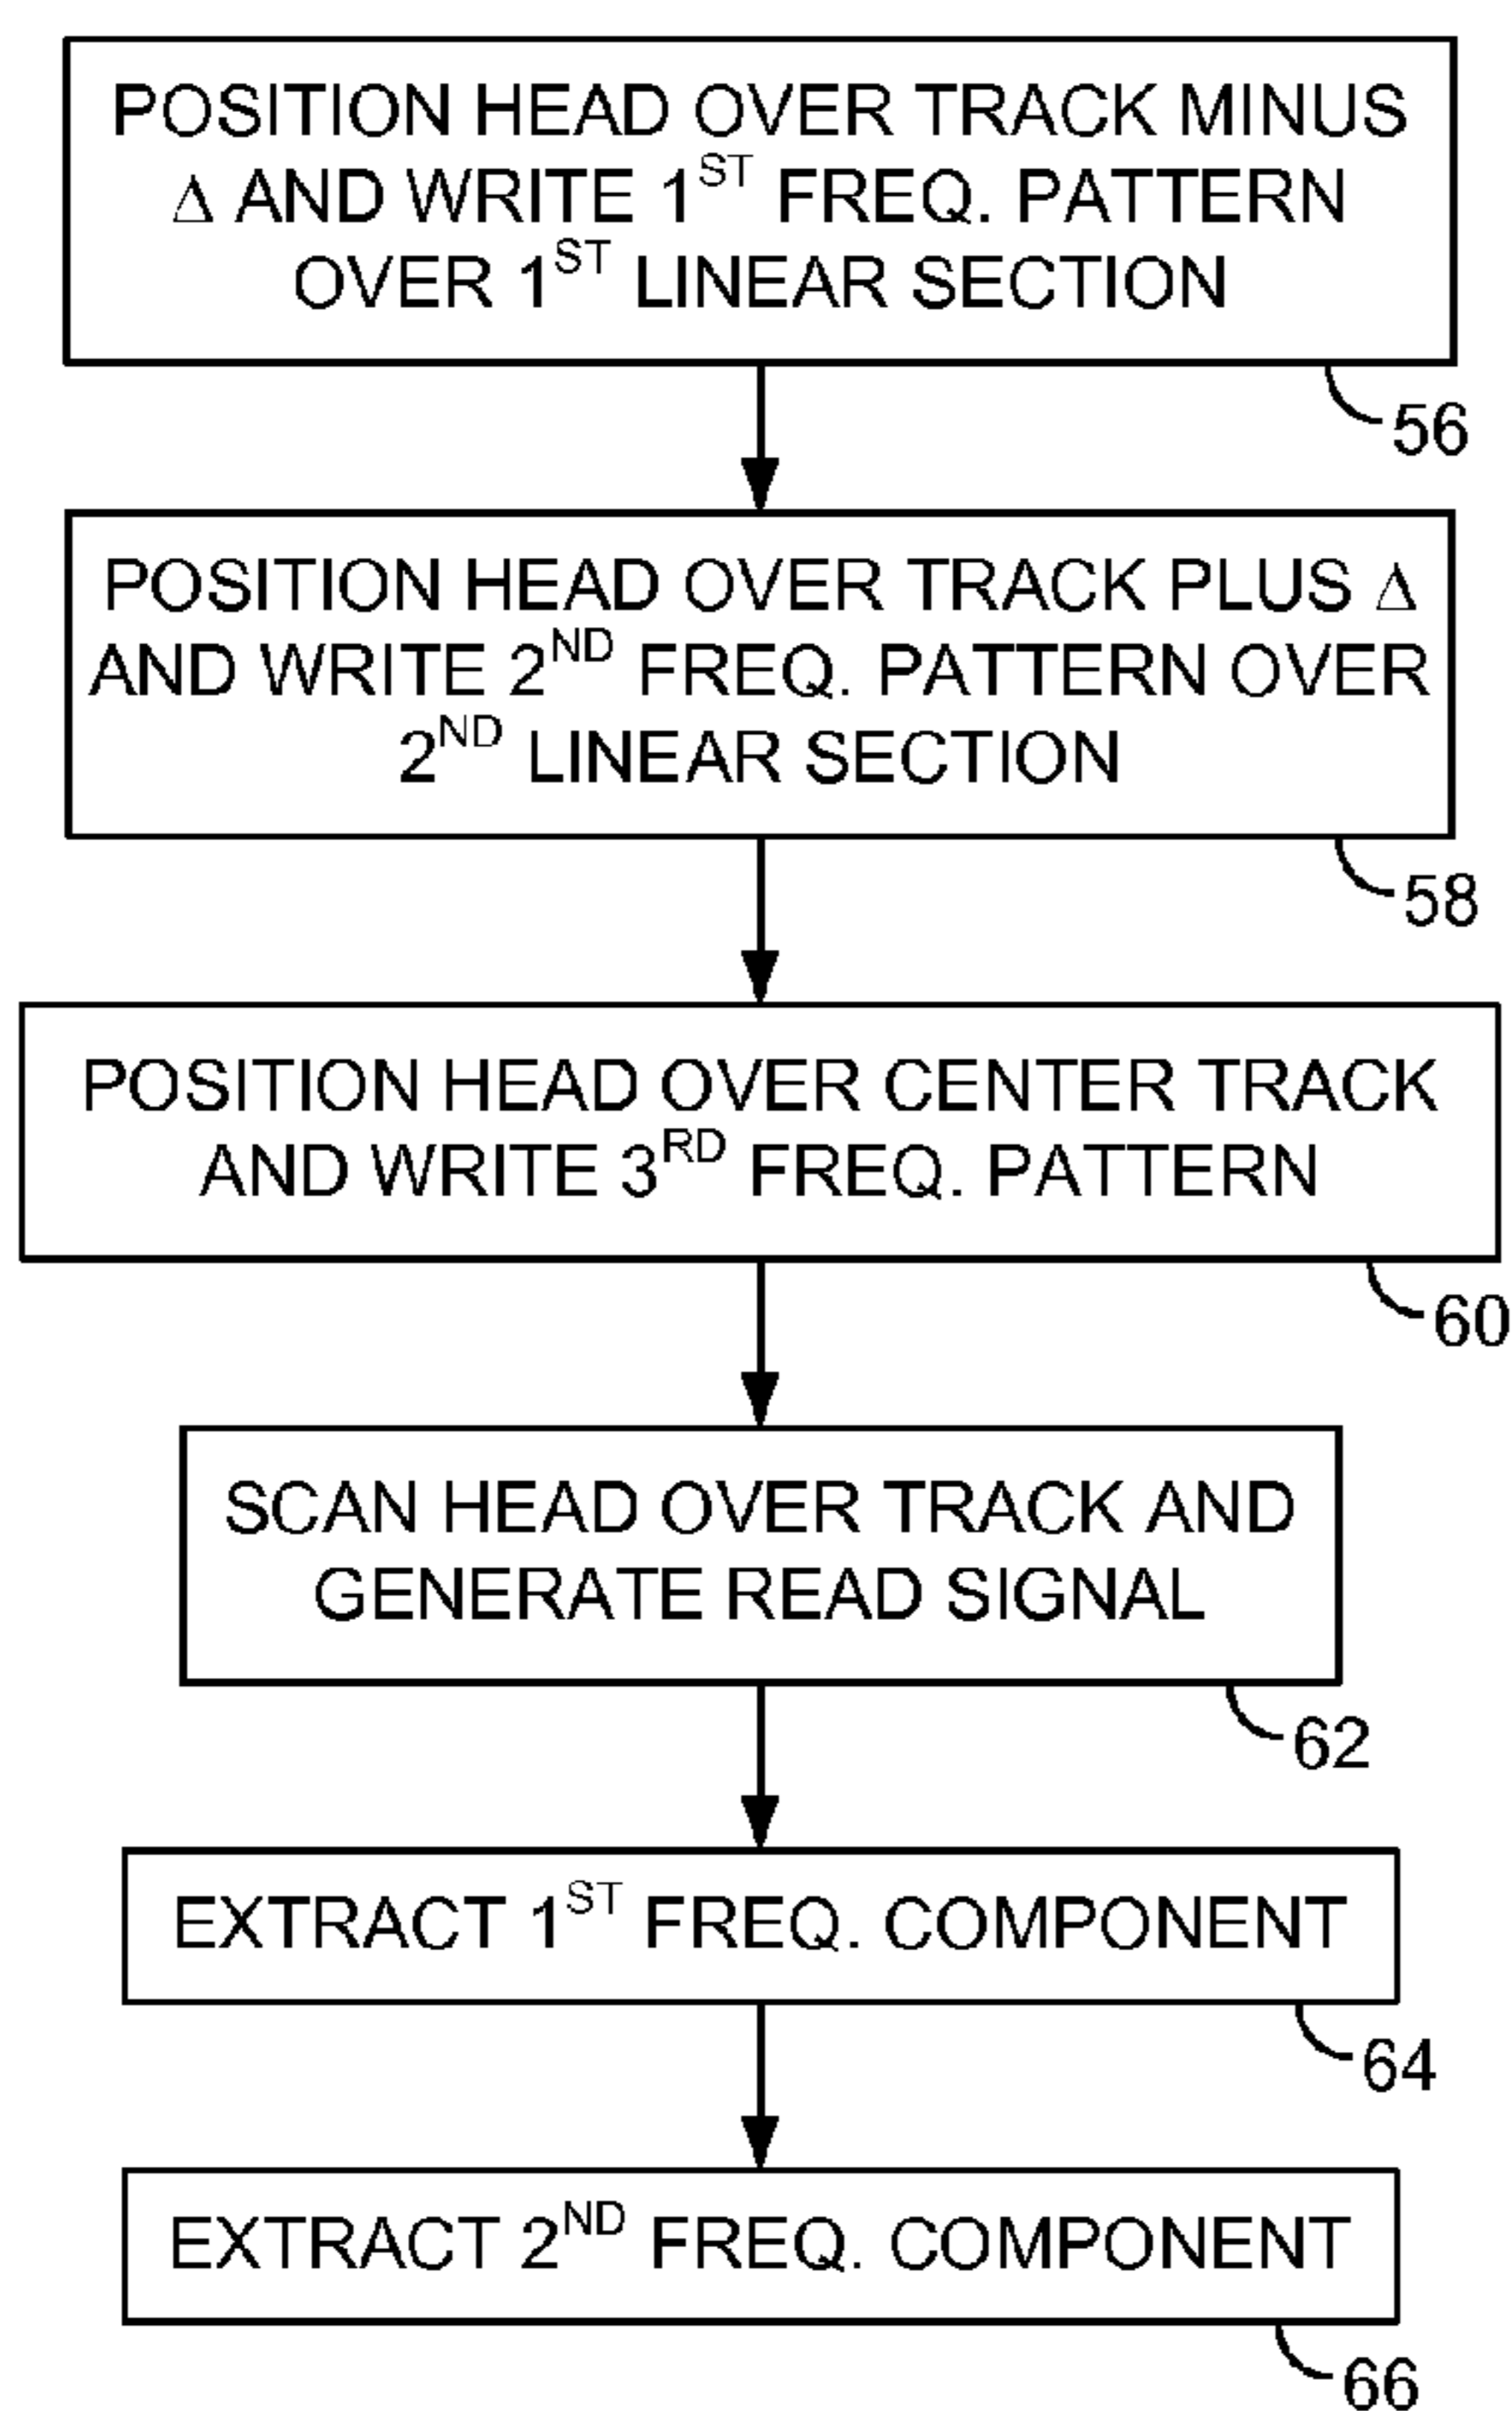 POSITION HEAD OVER TRACK MINUS
Δ AND WRITE 1ST FREQ. PATTERN
OVER 1ST LINEAR SECTION
56
POSITION HEAD OVER TRACK PLUS Δ
AND WRITE 2ND FREQ. PATTERN OVER
2ND LINEAR SECTION
58
POSITION HEAD OVER CENTER TRACK
AND WRITE 3RD FREQ. PATTERN
60
SCAN HEAD OVER TRACK AND
GENERATE READ SIGNAL
62
EXTRACT 1ST FREQ. COMPONENT
64
EXTRACT 2ND FREQ. COMPONENT
66